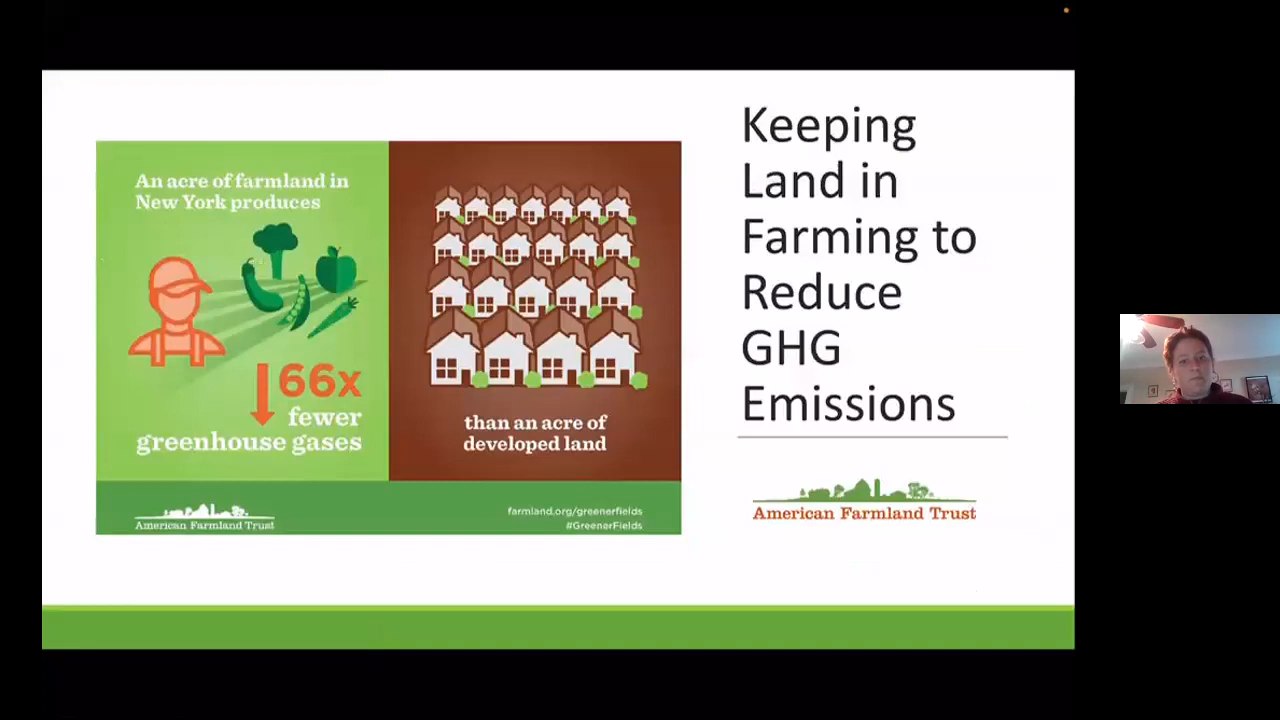 An acre of farmland in
New York produces
66x
fewer
greenhouse gases
than an acre of
developed land
American Farmland Trust
farmland.org/greenerfields
#GreenerFields
Keeping
Land in
Farming to
Reduce
GHG
Emissions
American Farmland Trust